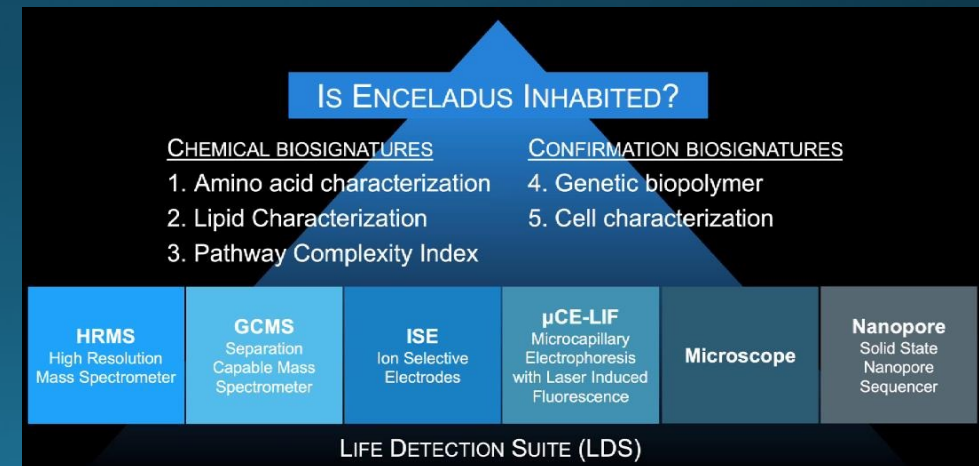 IS ENCELADUS INHABITED?
CHEMICAL BIOSIGNATURES
1. Amino acid characterization
2. Lipid Characterization
3. Pathway Complexity Index
CONFIRMATION BIOSIGNATURES
4. Genetic biopolymer
5. Cell characterization
HRMS
High Resolution
Mass Spectrometer
GCMS
Separation
Capable Mass
Spectrometer
ISE
Ion Selective
Electrodes
µCE-LIF
Microcapillary
Electrophoresis
with Laser Induced
Fluorescence
Microscope
Nanopore
Solid State
Nanopore
Sequencer
LIFE DETECTION SUITE (LDS)